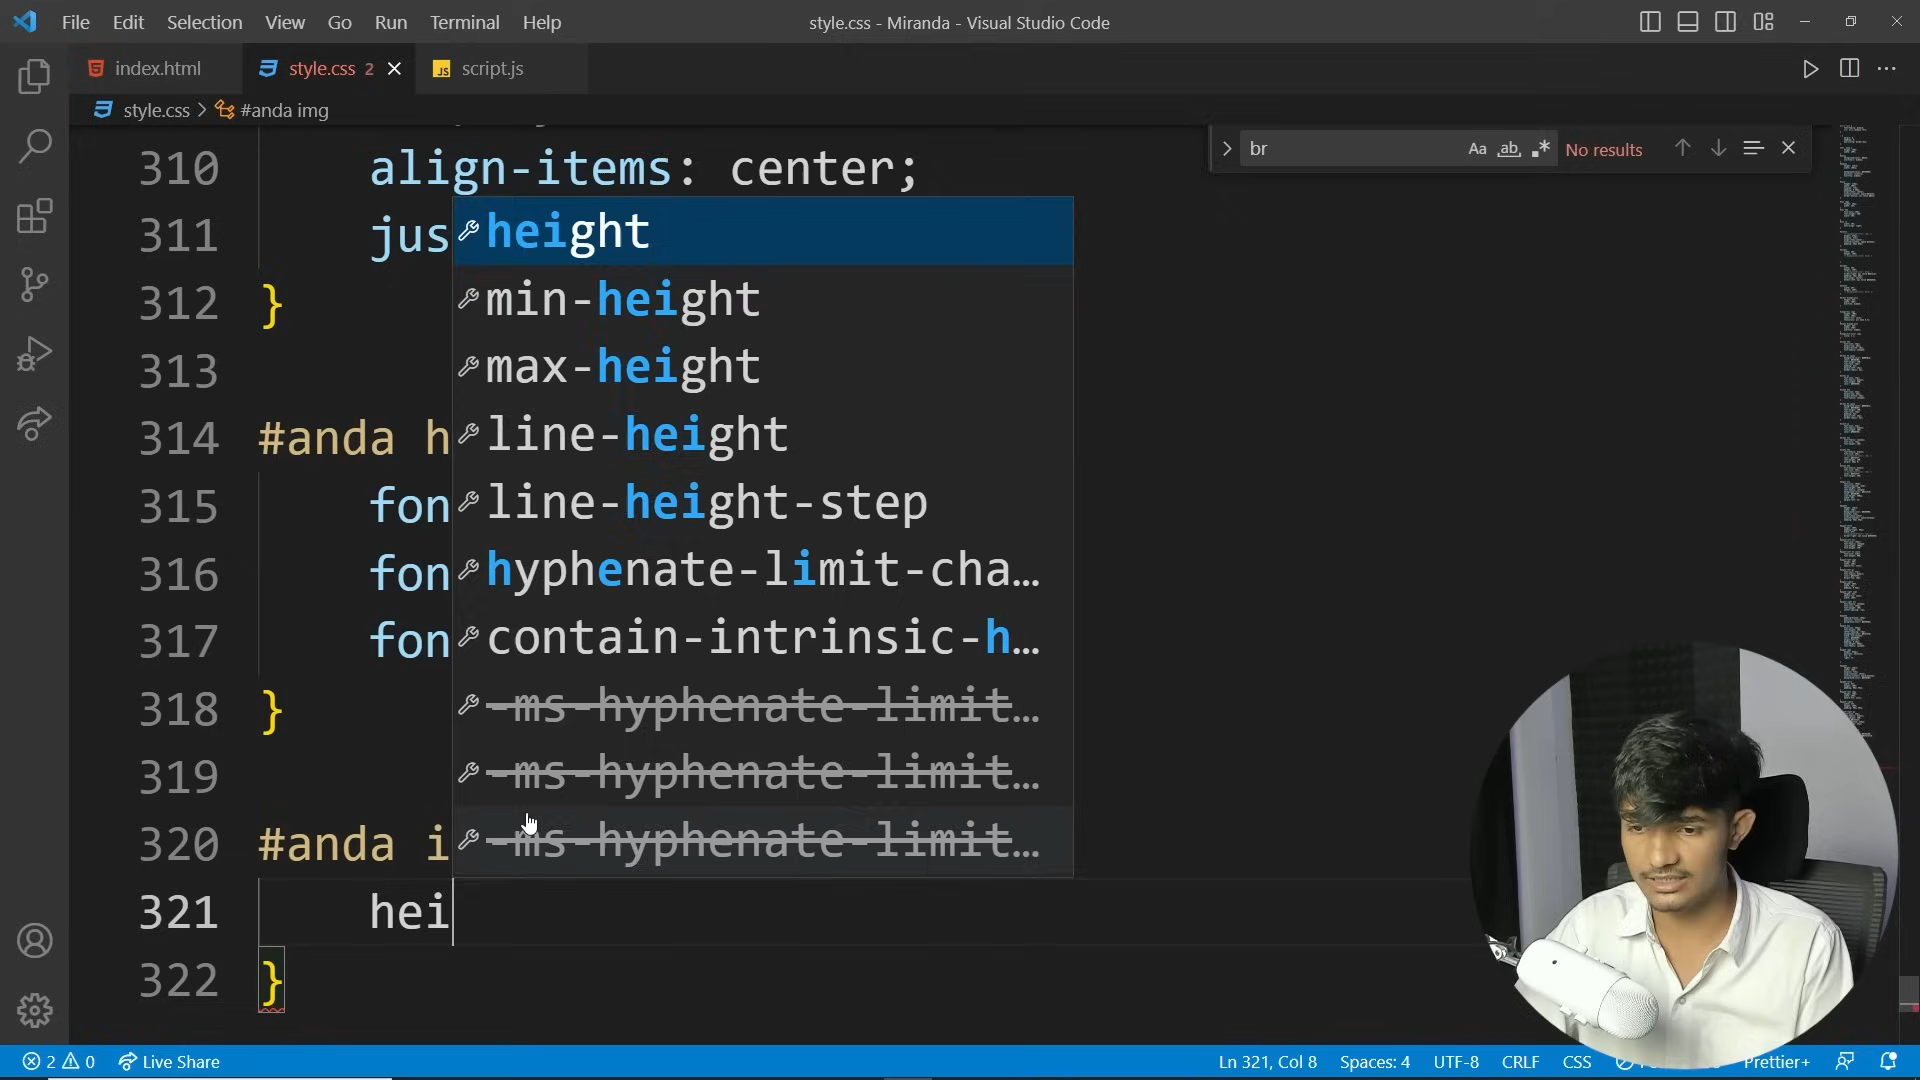 File Edit Selection View Go Run Terminal Help
style.css - Miranda - Visual Studio Code
index.html
style.css 2
JS script.js
style.css > #anda img
br
Aa ab .* No results
310 align-items: center;
311 jus
312 }
313
314 #anda h
315 fon
316 fon
317 fon
318 }
319
320 #anda i
321 hei
322 }
height
min-height
max-height
line-height
line-height-step
hyphenate-limit-cha…
contain-intrinsic-h…
-ms-hyphenate-limit…
-ms-hyphenate-limit…
-ms-hyphenate-limit…
2 0 Live Share
Ln 321, Col 8 Spaces: 4 UTF-8 CRLF CSS
Prettier+